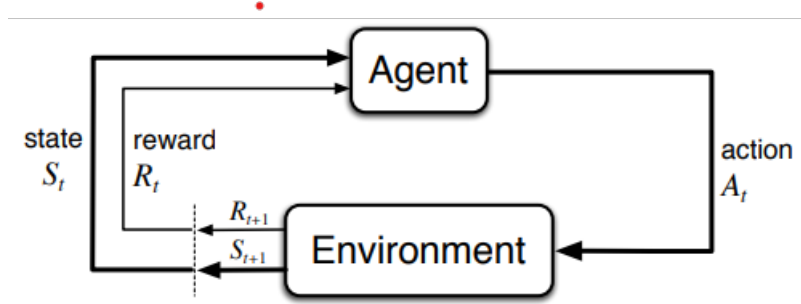 Agent
state
S_t
reward
R_t
action
A_t
R_{t+1}
S_{t+1}
Environment